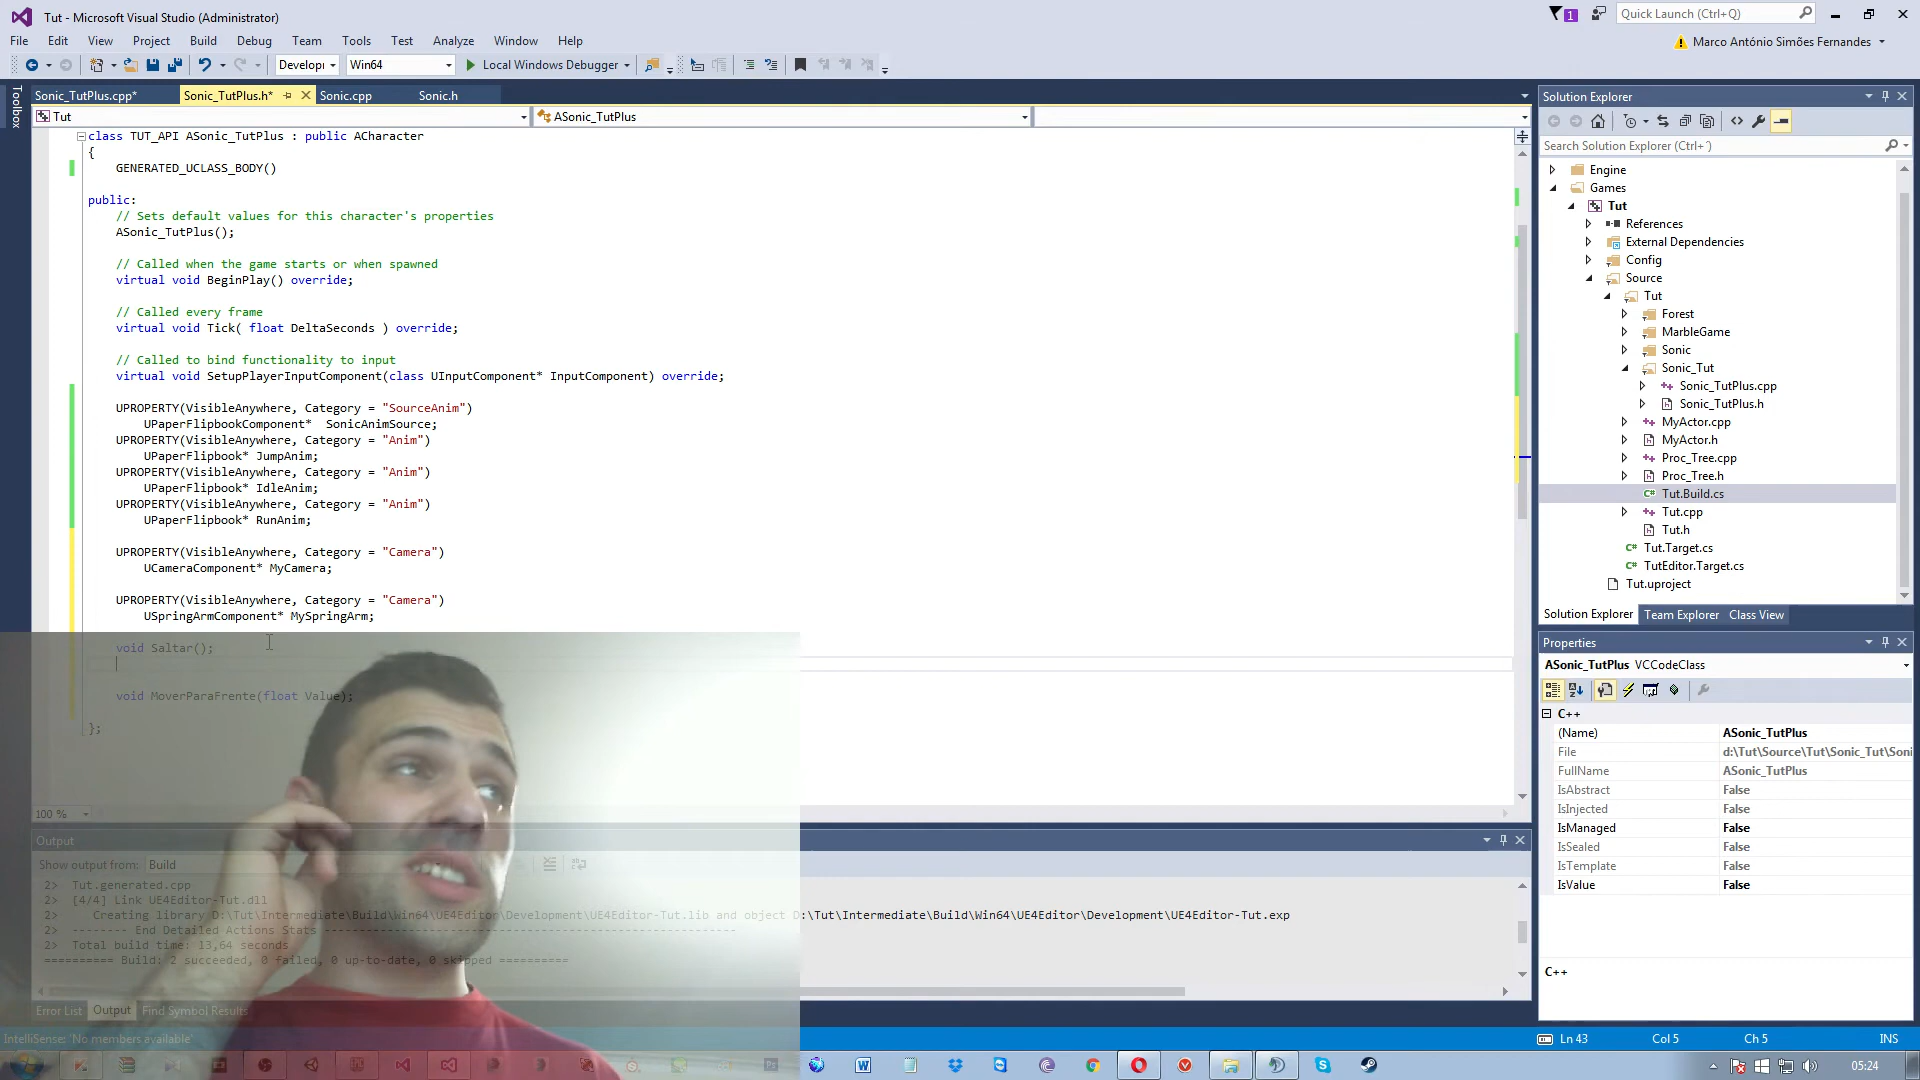 Tut - Microsoft Visual Studio (Administrator)
1
Quick Launch (Ctrl+Q)
File Edit View Project Build Debug Team Tools Test Analyze Window Help
Marco António Simões Fernandes
Win64 Local Windows Debugger
Toolbox
Sonic_TutPlus.cpp* Sonic_TutPlus.h* Sonic.cpp Sonic.h
Tut ASonic_TutPlus
class TUT_API ASonic_TutPlus : public ACharacter
{
GENERATED_UCLASS_BODY()
public:
// Sets default values for this character's properties
ASonic_TutPlus();
// Called when the game starts or when spawned
virtual void BeginPlay() override;
// Called every frame
virtual void Tick( float DeltaSeconds ) override;
// Called to bind functionality to input
virtual void SetupPlayerInputComponent(class UInputComponent* InputComponent) override;
UPROPERTY(VisibleAnywhere, Category = "SourceAnim")
UPaperFlipbookComponent* SonicAnimSource;
UPROPERTY(VisibleAnywhere, Category = "Anim")
UPaperFlipbook* JumpAnim;
UPROPERTY(VisibleAnywhere, Category = "Anim")
UPaperFlipbook* IdleAnim;
UPROPERTY(VisibleAnywhere, Category = "Anim")
UPaperFlipbook* RunAnim;
UPROPERTY(VisibleAnywhere, Category = "Camera")
UCameraComponent* MyCamera;
UPROPERTY(VisibleAnywhere, Category = "Camera")
USpringArmComponent* MySpringArm;
void Saltar();
void MoverParaFrente(float Value);
};
100 %
Output
Show output from: Build
2> Tut.generated.cpp
2> [4/4] Link UE4Editor-Tut.dll
2> Creating library D:\Tut\Intermediate\Build\Win64\UE4Editor\Development\UE4Editor-Tut.lib and object D:\Tut\Intermediate\Build\Win64\UE4Editor\Development\UE4Editor-Tut.exp
2> -------- End Detailed Actions Stats -----------------------------------------------------------
2> Total build time: 13,64 seconds
========== Build: 2 succeeded, 0 failed, 0 up-to-date, 0 skipped ==========
Error List Output Find Symbol Results
IntelliSense: 'No members available'
Ln 43 Col 5 Ch 5 INS
Solution Explorer
Search Solution Explorer (Ctrl+´)
Engine
Games
Tut
References
External Dependencies
Config
Source
Tut
Forest
MarbleGame
Sonic
Sonic_Tut
Sonic_TutPlus.cpp
Sonic_TutPlus.h
MyActor.cpp
MyActor.h
Proc_Tree.cpp
Proc_Tree.h
Tut.Build.cs
Tut.cpp
Tut.h
Tut.Target.cs
TutEditor.Target.cs
Tut.uproject
Solution Explorer Team Explorer Class View
Properties
ASonic_TutPlus VCCodeClass
C++
(Name) ASonic_TutPlus
File d:\Tut\Source\Tut\Sonic_Tut\Soni
FullName ASonic_TutPlus
IsAbstract False
IsInjected False
IsManaged False
IsSealed False
IsTemplate False
IsValue False
C++
05:24